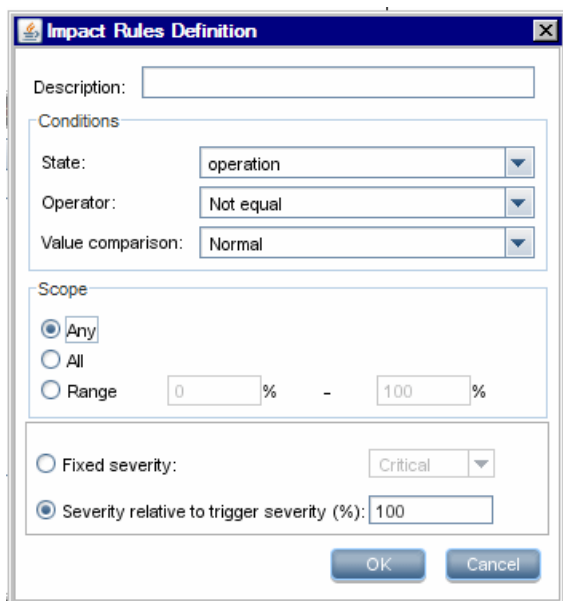 Impact Rules Definition
Description:
Conditions
State: operation
Operator: Not equal
Value comparison: Normal
Scope
Any
All
Range 0 % - 100 %
Fixed severity: Critical
Severity relative to trigger severity (%): 100
OK Cancel